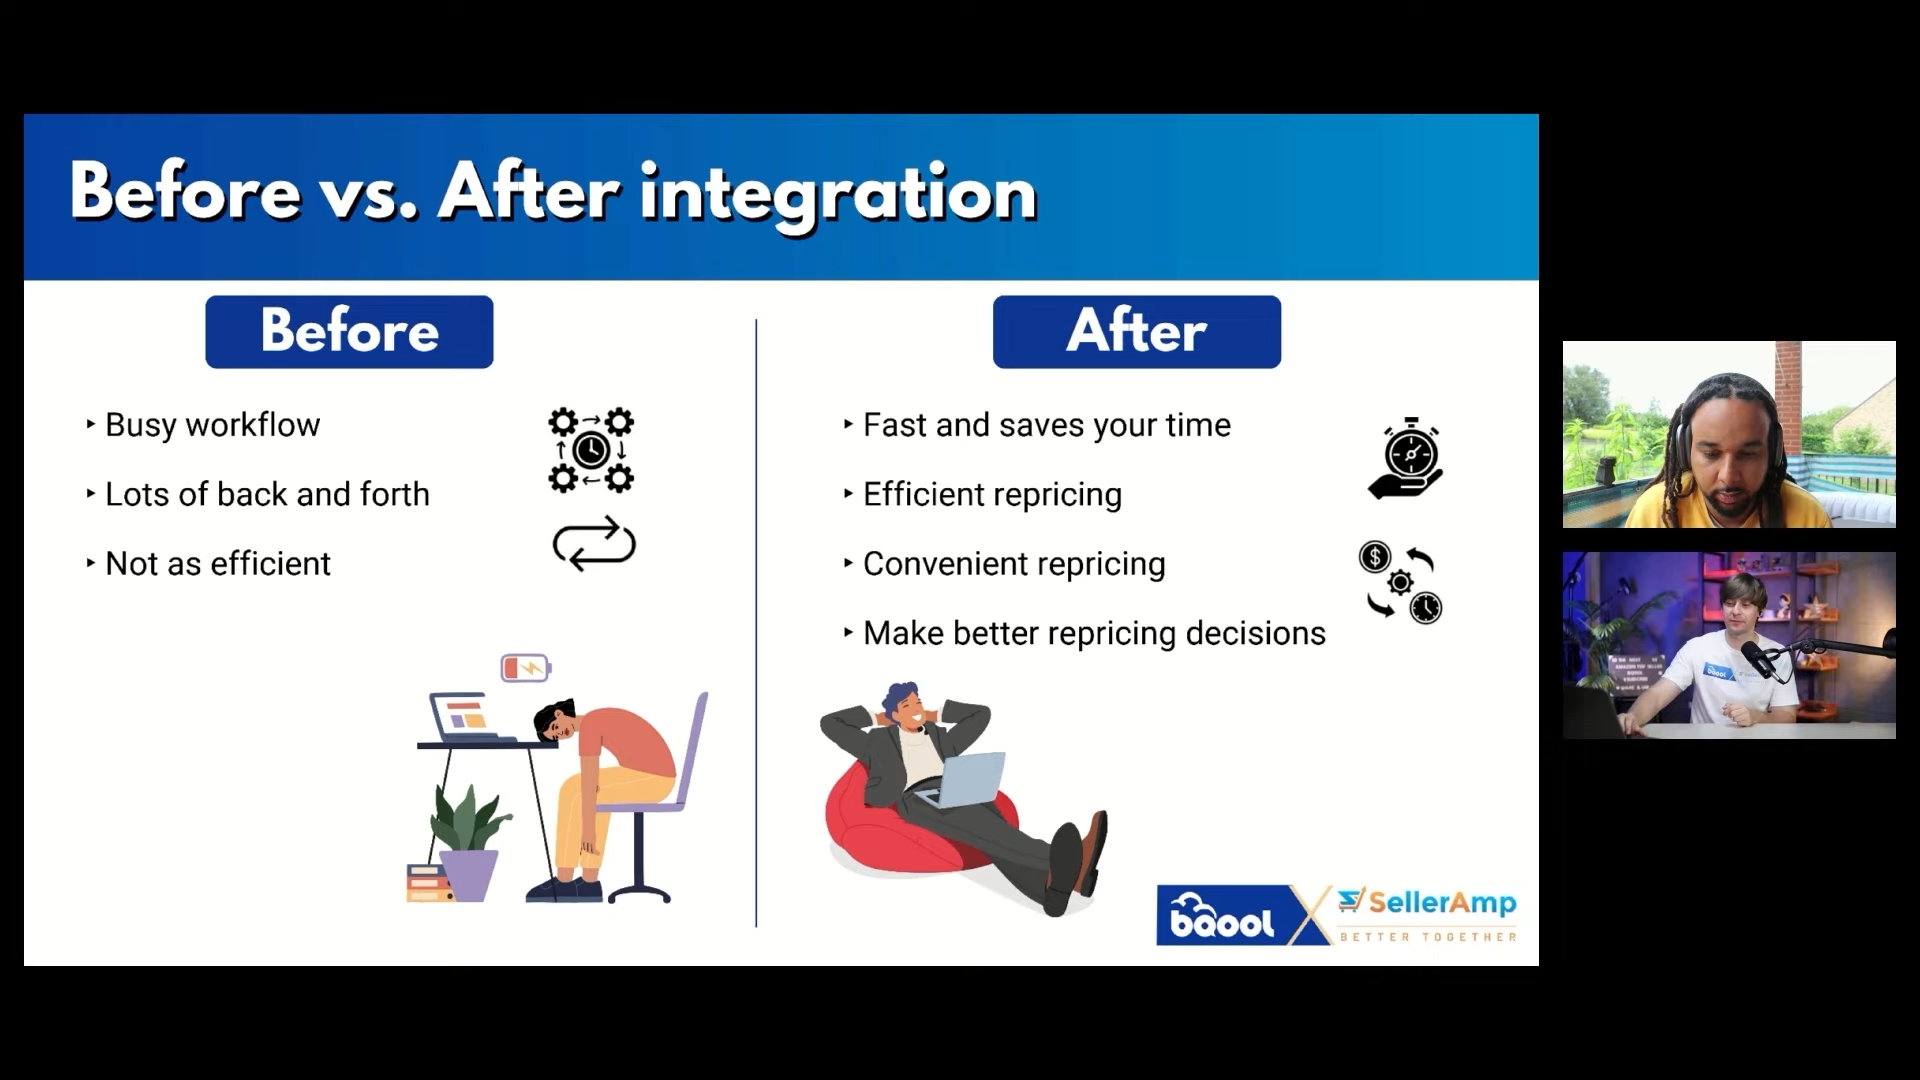 Before vs. After integration
Before
‣ Busy workflow
‣ Lots of back and forth
‣ Not as efficient
After
‣ Fast and saves your time
‣ Efficient repricing
‣ Convenient repricing
‣ Make better repricing decisions
bqool
SellerAmp
BETTER TOGETHER
bqool